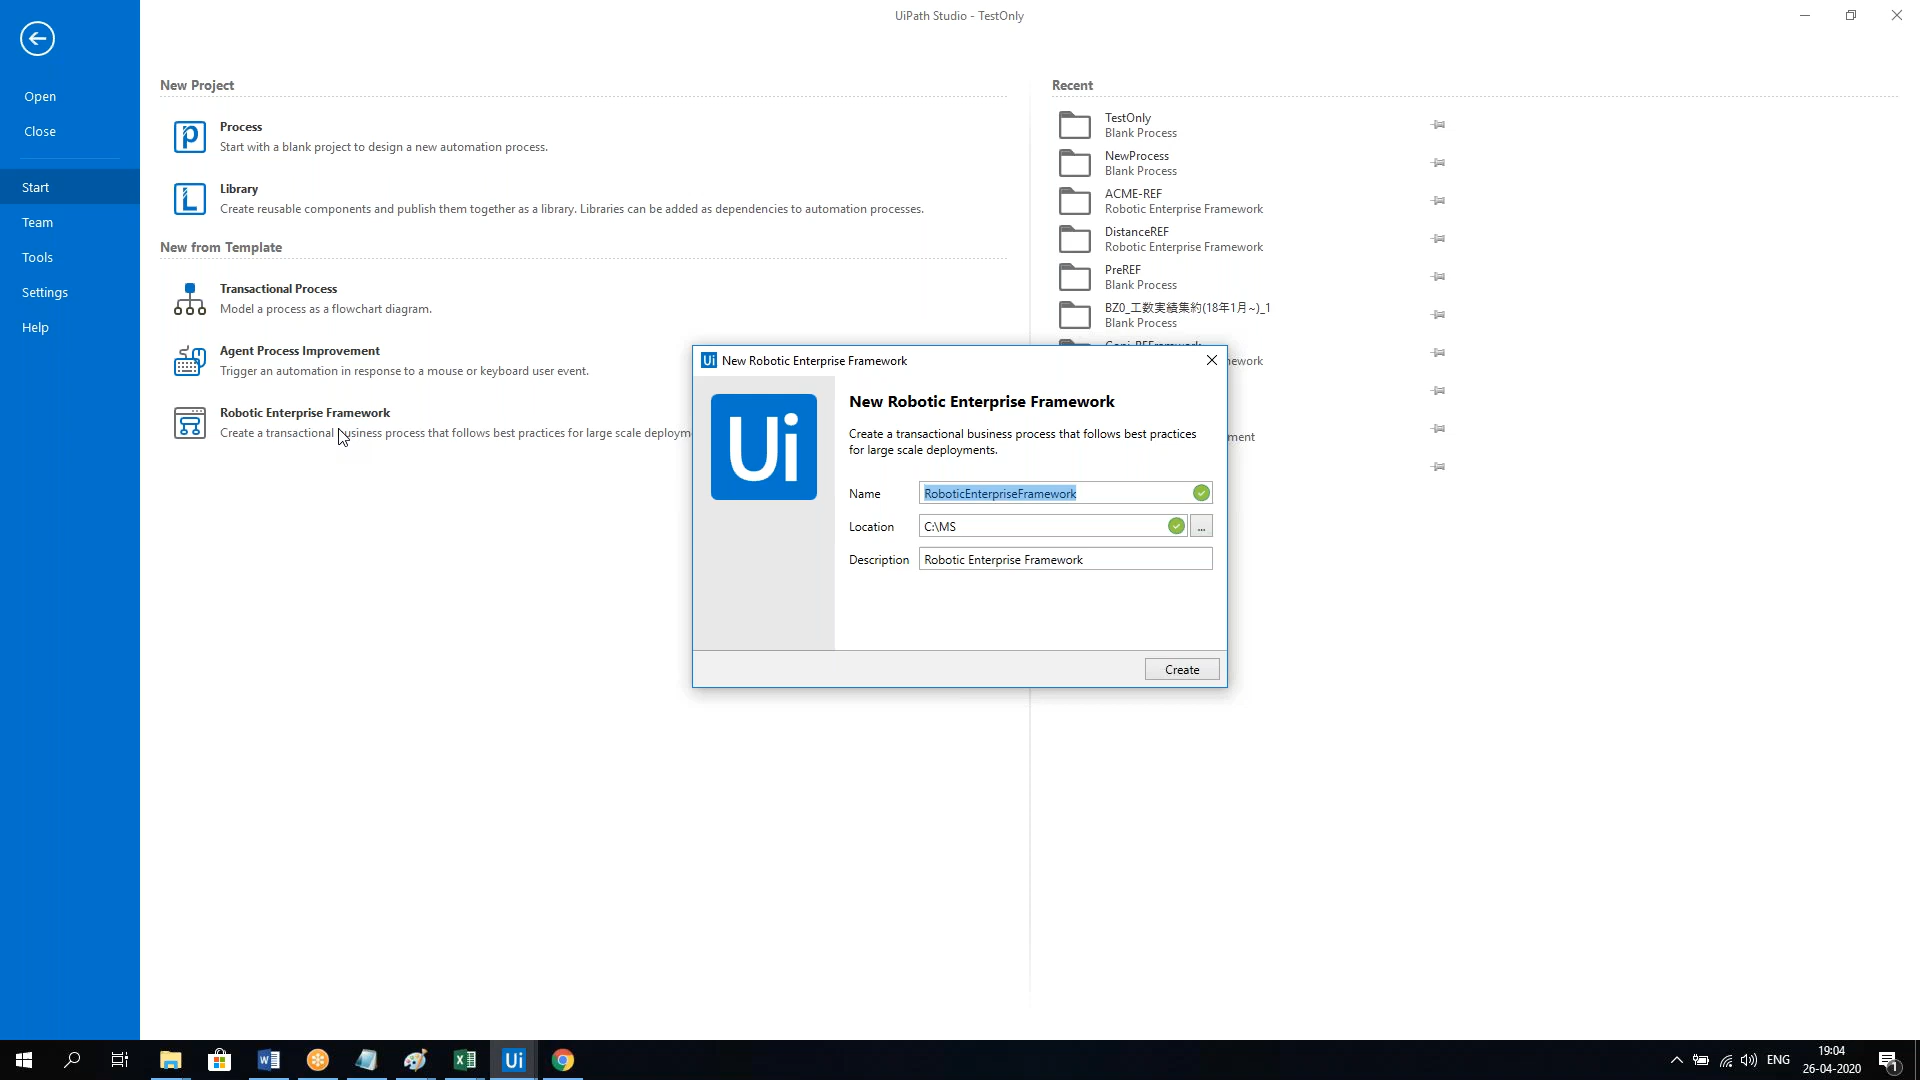 UiPath Studio - TestOnly
Open
Close
Start
Team
Tools
Settings
Help
New Project
Process
Start with a blank project to design a new automation process.
Library
Create reusable components and publish them together as a library. Libraries can be added as dependencies to automation processes.
New from Template
Transactional Process
Model a process as a flowchart diagram.
Agent Process Improvement
Trigger an automation in response to a mouse or keyboard user event.
Robotic Enterprise Framework
Create a transactional business process that follows best practices for large scale deploym
Recent
TestOnly
Blank Process
NewProcess
Blank Process
ACME-REF
Robotic Enterprise Framework
DistanceREF
Robotic Enterprise Framework
PreREF
Blank Process
BZ0_工数実績集約(18年1月~)_1
Blank Process
ework
ment
Ui New Robotic Enterprise Framework
Ui
New Robotic Enterprise Framework
Create a transactional business process that follows best practices
for large scale deployments.
Name RoboticEnterpriseFramework
Location C:\MS ...
Description Robotic Enterprise Framework
Create
Ui
ENG
19:04
26-04-2020
1